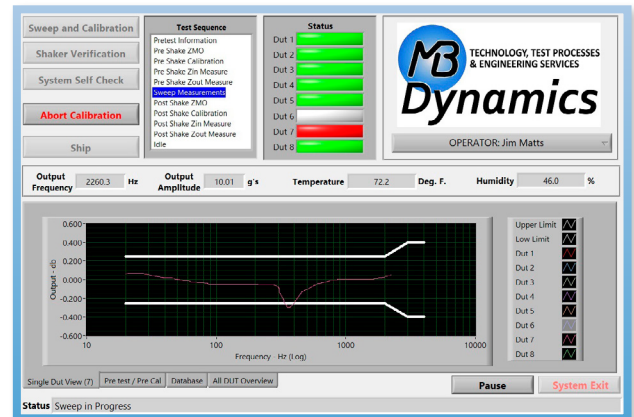 Sweep and Calibration
Shaker Verification
System Self Check
Abort Calibration
Ship
Test Sequence
Pretest Information
Pre Shake ZMO
Pre Shake Calibration
Pre Shake Zin Measure
Pre Shake Zout Measure
Sweep Measurements
Post Shake ZMO
Post Shake Calibration
Post Shake Zin Measure
Post Shake Zout Measure
Idle
Status
Dut 1
Dut 2
Dut 3
Dut 4
Dut 5
Dut 6
Dut 7
Dut 8
MB
TECHNOLOGY, TEST PROCESSES
& ENGINEERING SERVICES
Dynamics
OPERATOR: Jim Matts
Output Frequency 2260.3 Hz
Output Amplitude 10.01 g's
Temperature 72.2 Deg. F.
Humidity 46.0 %
Output - db
0.600
0.400
0.200
0.000
-0.200
-0.400
-0.600
10
100
1000
10000
Frequency - Hz (Log)
Upper Limit
Low Limit
Dut 1
Dut 2
Dut 3
Dut 4
Dut 5
Dut 6
Dut 7
Dut 8
Single Dut View (7) Pre test / Pre Cal Database All DUT Overview
Pause
System Exit
Status Sweep in Progress